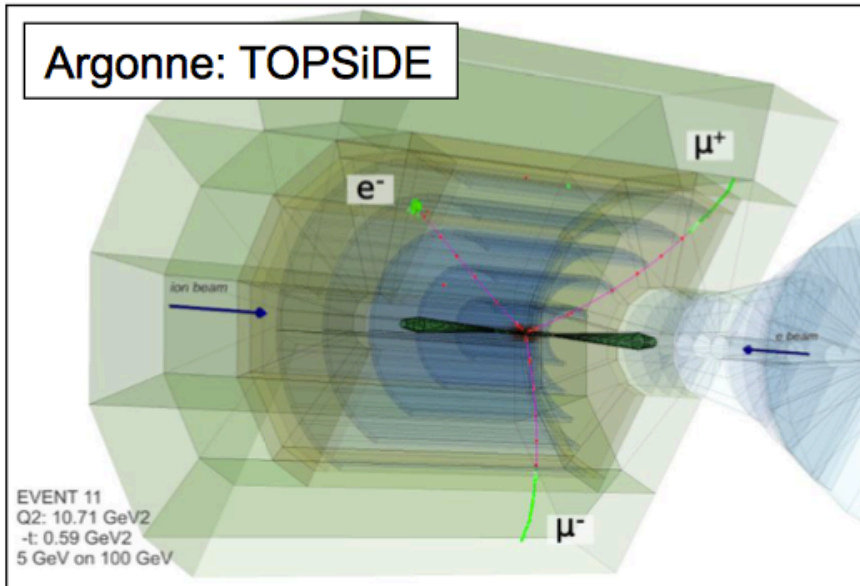 Argonne: TOPSiDE
μ+
e-
ion beam
e beam
μ-
EVENT 11
Q2: 10.71 GeV2
-t: 0.59 GeV2
5 GeV on 100 GeV